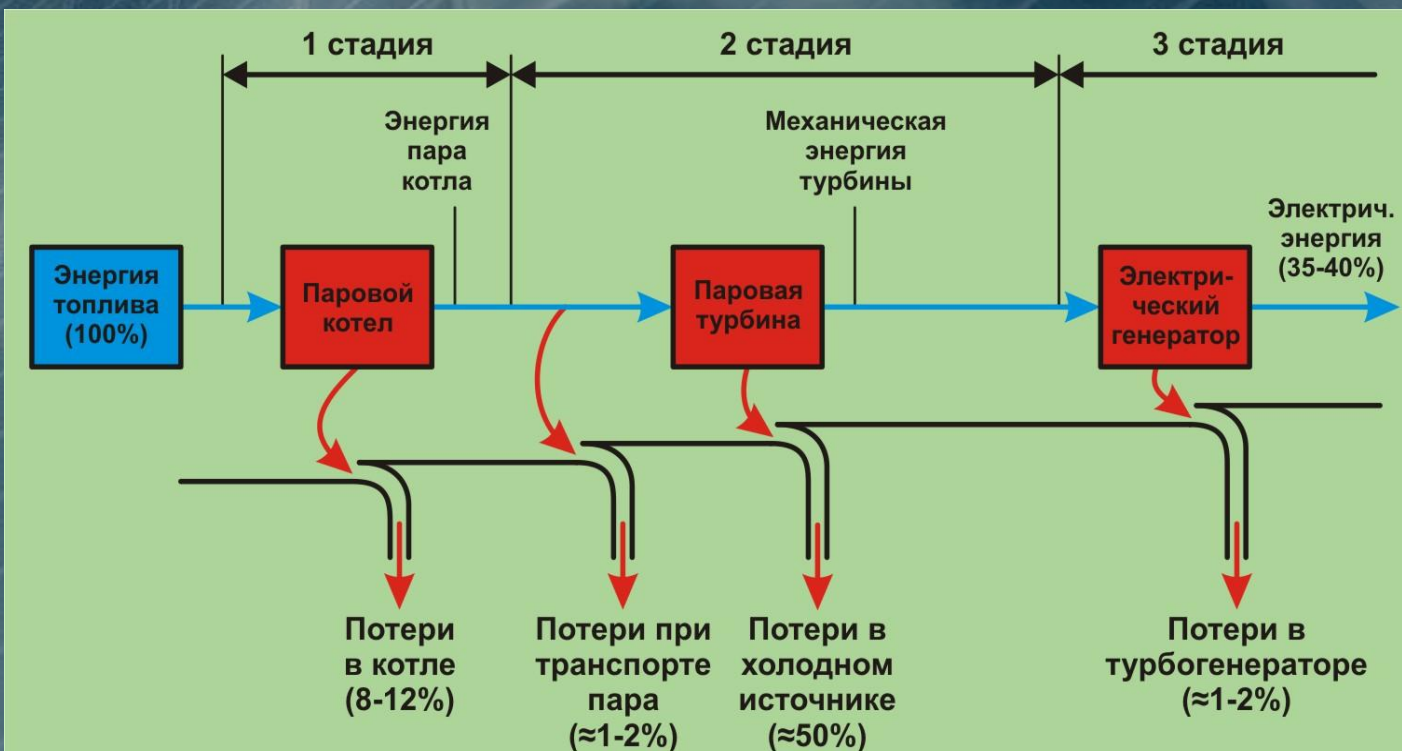 1 стадия
2 стадия
3 стадия
Энергия
пара
котла
Механическая
энергия
турбины
Электрич.
энергия
(35-40%)
Энергия
топлива
(100%)
Паровой
котел
Паровая
турбина
Электри-
ческий
генератор
Потери
в котле
(8-12%)
Потери при
транспорте
пара
(≈1-2%)
Потери в
холодном
источнике
(≈50%)
Потери в
турбогенераторе
(≈1-2%)